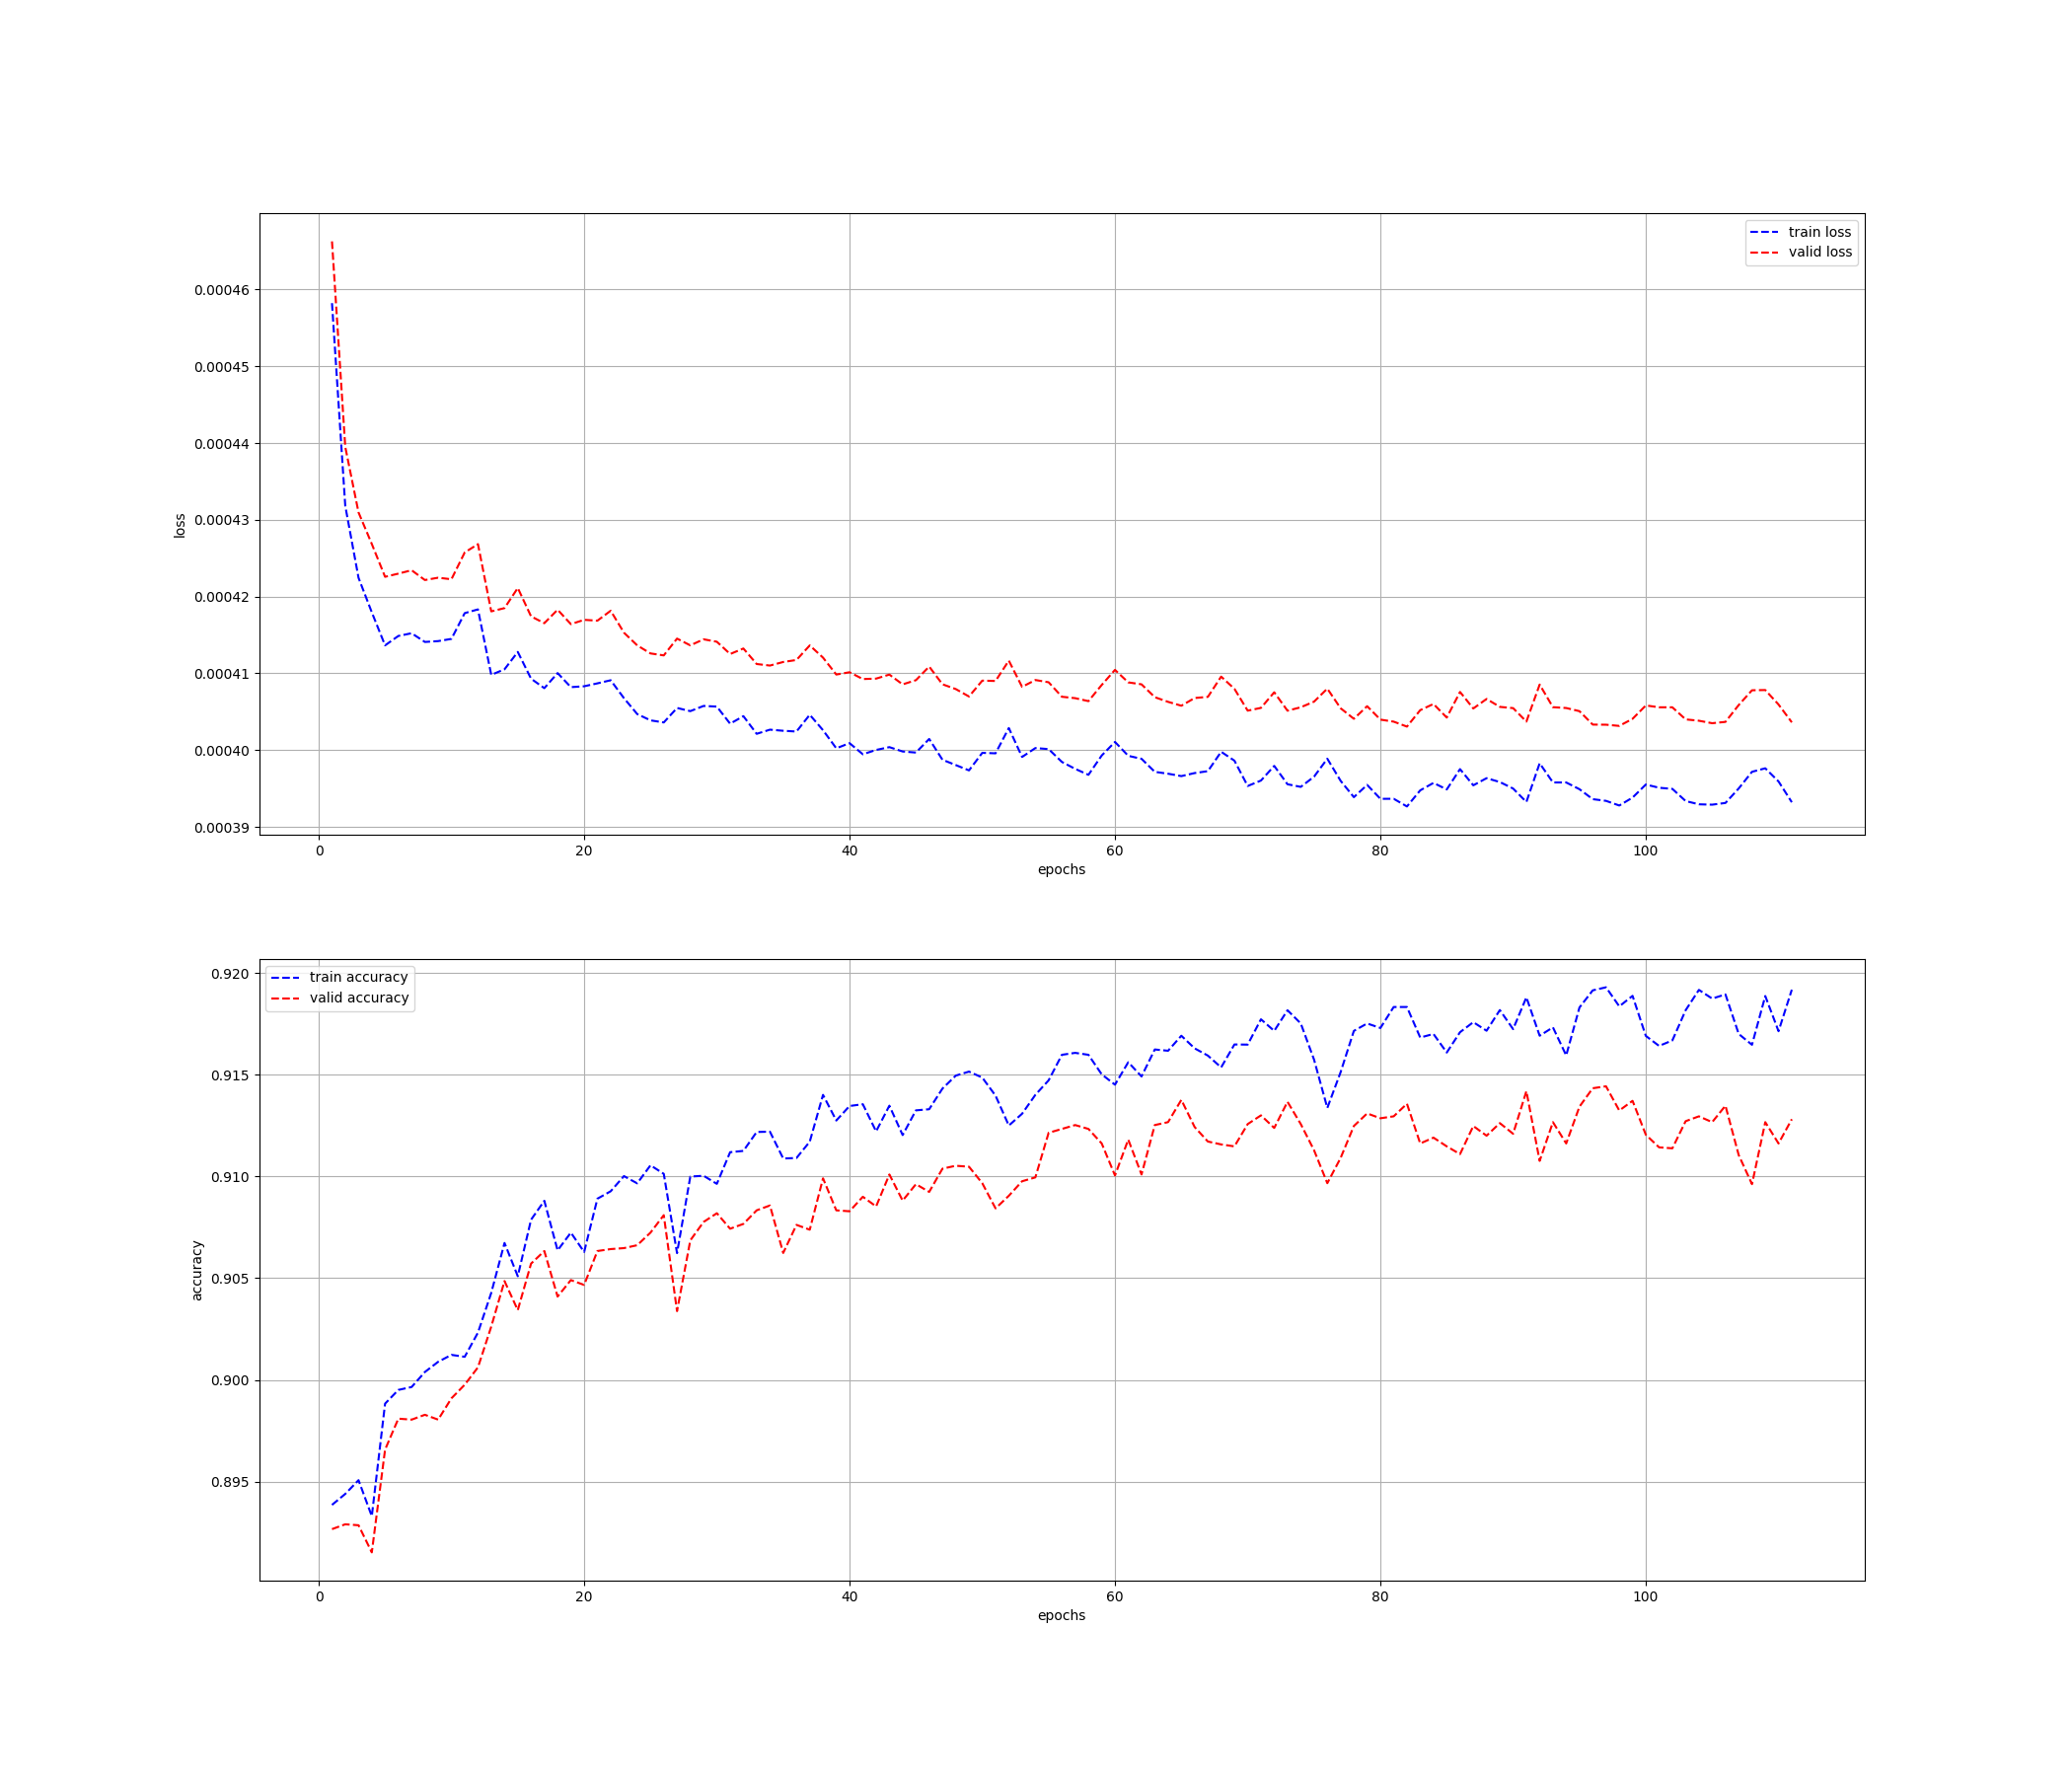 train loss
valid loss
0.00046
0.00045
0.00044
0.00043
0.00042
0.00041
0.00040
0.00039
loss
0 20 40 60 80 100
epochs
train accuracy
valid accuracy
0.920
0.915
0.910
0.905
0.900
0.895
accuracy
0 20 40 60 80 100
epochs